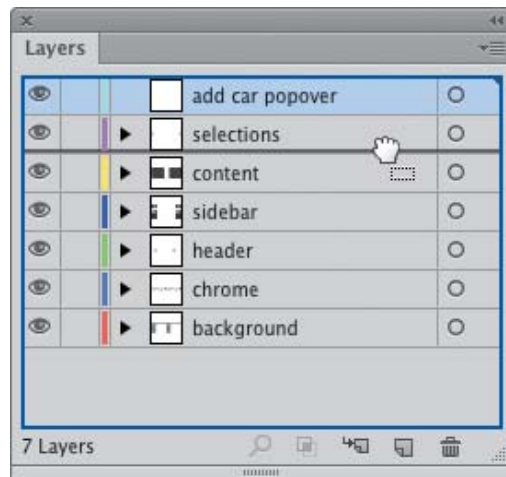 Layers
add car popover
selections
content
sidebar
header
chrome
background
7 Layers